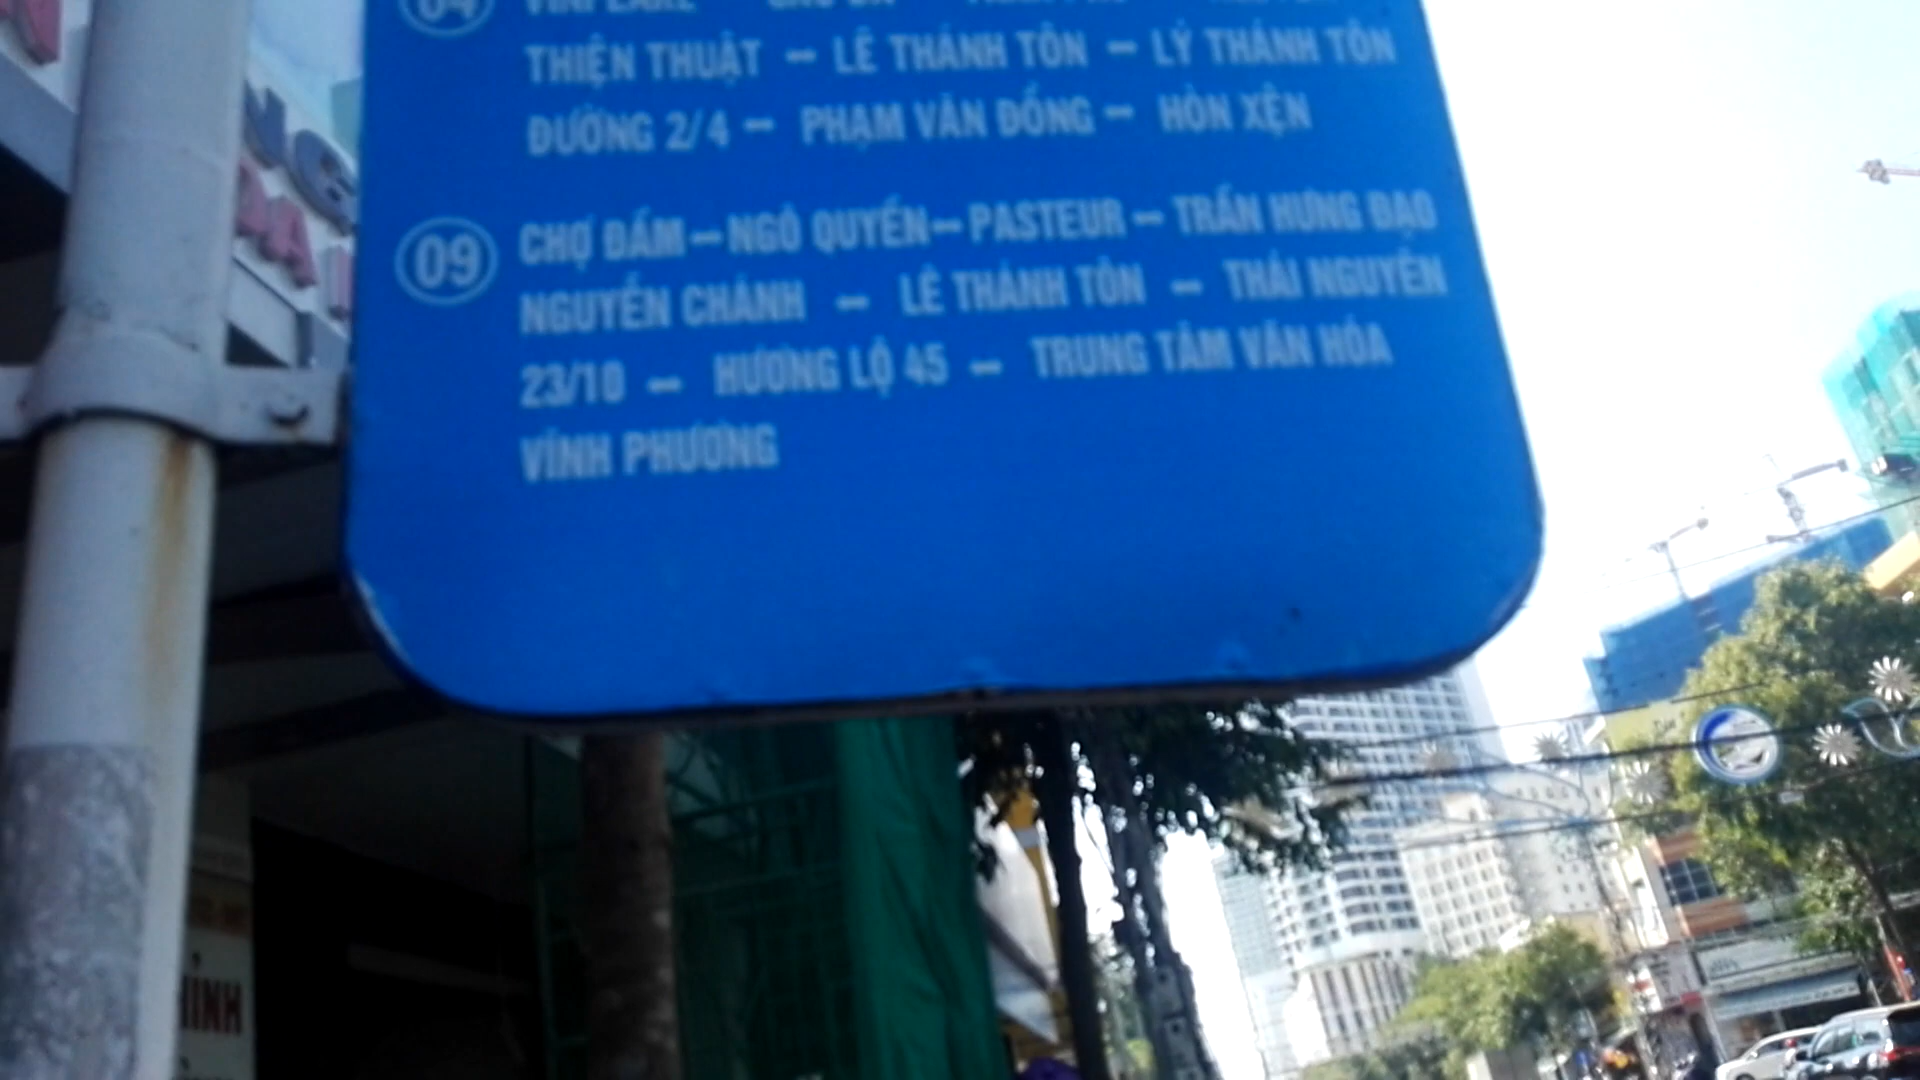 04
THIỆN THUẬT - LÊ THÁNH TÔN - LÝ THÁNH TÔN
ĐƯỜNG 2/4 - PHẠM VĂN ĐỒNG - HÒN XỆN
09 CHỢ ĐẦM - NGÔ QUYỀN - PASTEUR - TRẦN HƯNG ĐẠO
NGUYỄN CHÁNH - LÊ THÁNH TÔN - THÁI NGUYÊN
23/10 - HƯƠNG LỘ 45 - TRUNG TÂM VĂN HÓA
VĨNH PHƯƠNG